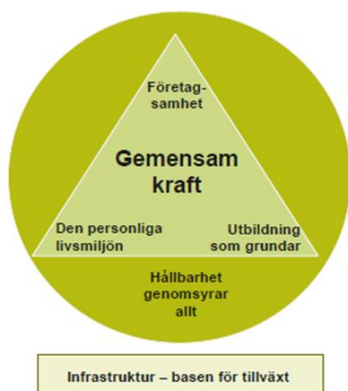 Företag-
samhet
Gemensam
kraft
Den personliga
livsmiljön
Utbildning
som grundar
Hållbarhet
genomsyrar
allt
Infrastruktur – basen för tillväxt